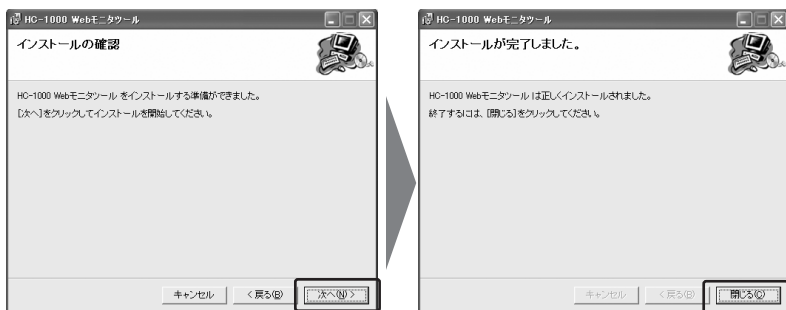 HC-1000 Webモニタツール
インストールの確認
HC-1000 Webモニタツール をインストールする準備ができました。
[次へ]をクリックしてインストールを開始してください。
キャンセル
< 戻る(B)
次へ(N) >
HC-1000 Webモニタツール
インストールが完了しました。
HC-1000 Webモニタツール は正しくインストールされました。
終了するには、[閉じる]をクリックしてください。
キャンセル
< 戻る(B)
閉じる(C)